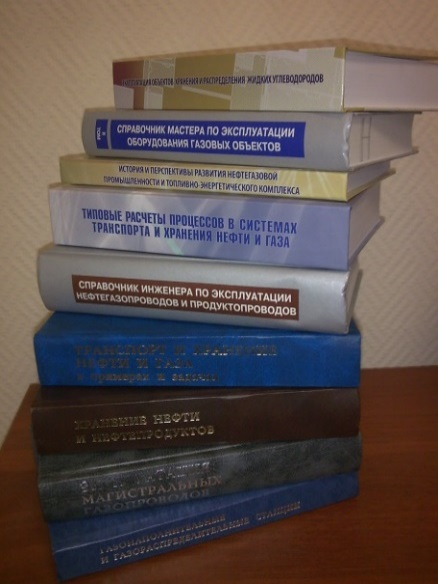 ОБЪЕКТОВ ХРАНЕНИЯ И РАСПРЕДЕЛЕНИЯ ЖИДКИХ УГЛЕВОДОРОДОВ
СПРАВОЧНИК МАСТЕРА ПО ЭКСПЛУАТАЦИИ
ОБОРУДОВАНИЯ ГАЗОВЫХ ОБЪЕКТОВ
ИСТОРИЯ И ПЕРСПЕКТИВЫ РАЗВИТИЯ НЕФТЕГАЗОВОЙ
ПРОМЫШЛЕННОСТИ И ТОПЛИВНО-ЭНЕРГЕТИЧЕСКОГО КОМПЛЕКСА
ТИПОВЫЕ РАСЧЕТЫ ПРОЦЕССОВ В СИСТЕМАХ
ТРАНСПОРТА И ХРАНЕНИЯ НЕФТИ И ГАЗА
СПРАВОЧНИК ИНЖЕНЕРА ПО ЭКСПЛУАТАЦИИ
НЕФТЕГАЗОПРОВОДОВ И ПРОДУКТОПРОВОДОВ
ТРАНСПОРТ И ХРАНЕНИЕ
НЕФТИ И ГАЗА
в примерах и задачах
ХРАНЕНИЕ НЕФТИ
И НЕФТЕПРОДУКТОВ
МАГИСТРАЛЬНЫХ
ГАЗОПРОВОДОВ
ГАЗОНАПОЛНИТЕЛЬНЫЕ
И ГАЗОРАСПРЕДЕЛИТЕЛЬНЫЕ СТАНЦИИ